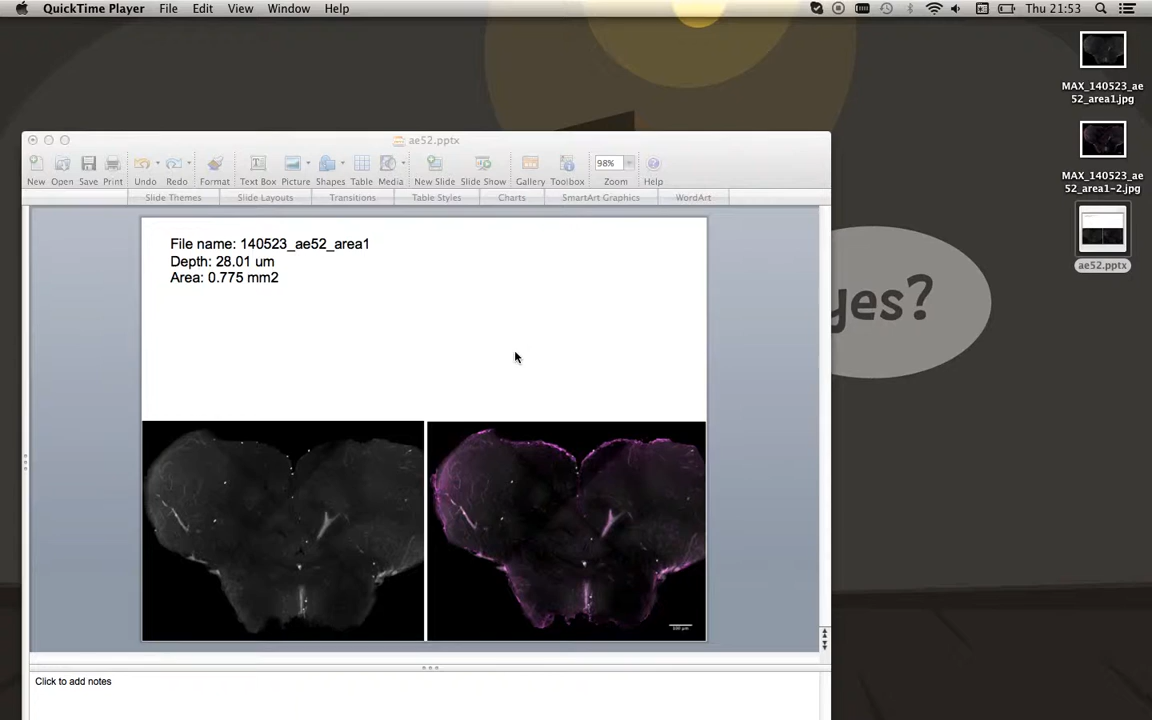 QuickTime Player File Edit View Window Help Thu 21:53
MAX_140523_ae
52_area1.jpg
MAX_140523_ae
52_area1~2.jpg
ae52.pptx
ae52.pptx
New Open Save Print Undo Redo Format Text Box Picture Shapes Table Media New Slide Slide Show Gallery Toolbox 98% Zoom Help
Slide Themes Slide Layouts Transitions Table Styles Charts SmartArt Graphics WordArt
File name: 140523_ae52_area1
Depth: 28.01 um
Area: 0.775 mm2
yes?
Click to add notes